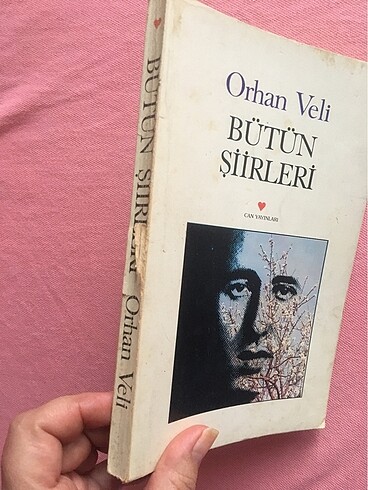 Orhan Veli
BÜTÜN
ŞİİRLERİ
CAN YAYINLARI
BÜTÜN ŞİİRLERİ Orhan Veli